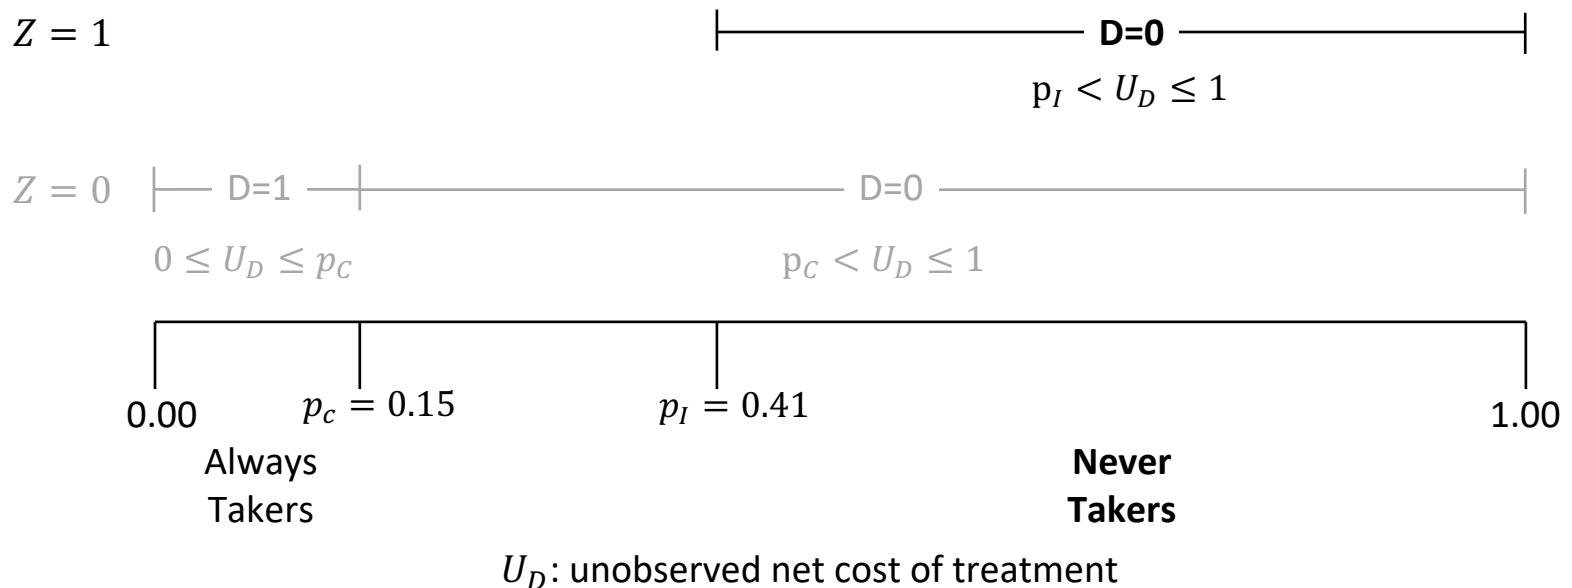 Z = 1
D=0
p_I < U_D ≤ 1
Z = 0 D=1 D=0
0 ≤ U_D ≤ p_C p_C < U_D ≤ 1
0.00 p_c = 0.15 p_I = 0.41 1.00
Always Never
Takers Takers
U_D: unobserved net cost of treatment